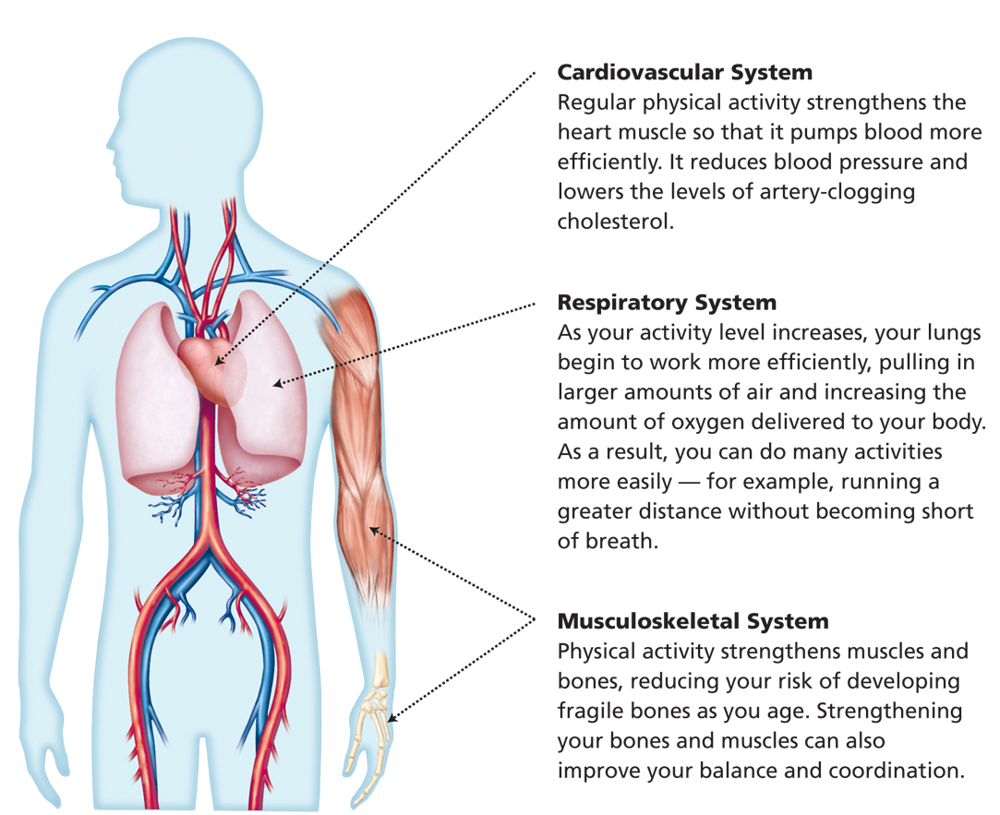 Cardiovascular System
Regular physical activity strengthens the
heart muscle so that it pumps blood more
efficiently. It reduces blood pressure and
lowers the levels of artery-clogging
cholesterol.
Respiratory System
As your activity level increases, your lungs
begin to work more efficiently, pulling in
larger amounts of air and increasing the
amount of oxygen delivered to your body.
As a result, you can do many activities
more easily — for example, running a
greater distance without becoming short
of breath.
Musculoskeletal System
Physical activity strengthens muscles and
bones, reducing your risk of developing
fragile bones as you age. Strengthening
your bones and muscles can also
improve your balance and coordination.